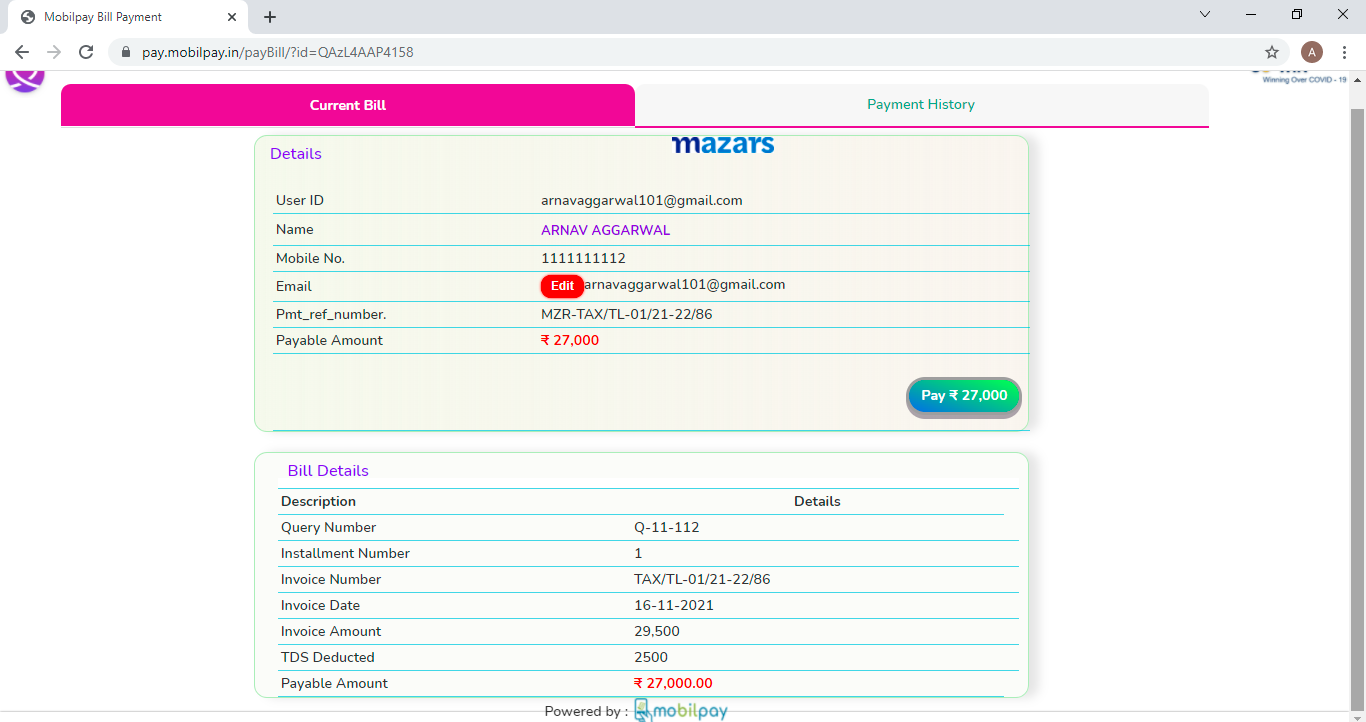 Mobilpay Bill Payment
pay.mobilpay.in/payBill/?id=QAzL4AAP4158
A
Winning Over COVID - 19
Current Bill Payment History
mazars
Details
User ID arnavaggarwal101@gmail.com
Name ARNAV AGGARWAL
Mobile No. 1111111112
Email Edit arnavaggarwal101@gmail.com
Pmt_ref_number. MZR-TAX/TL-01/21-22/86
Payable Amount ₹ 27,000
Pay ₹ 27,000
Bill Details
Description Details
Query Number Q-11-112
Installment Number 1
Invoice Number TAX/TL-01/21-22/86
Invoice Date 16-11-2021
Invoice Amount 29,500
TDS Deducted 2500
Payable Amount ₹ 27,000.00
Powered by : mobilpay